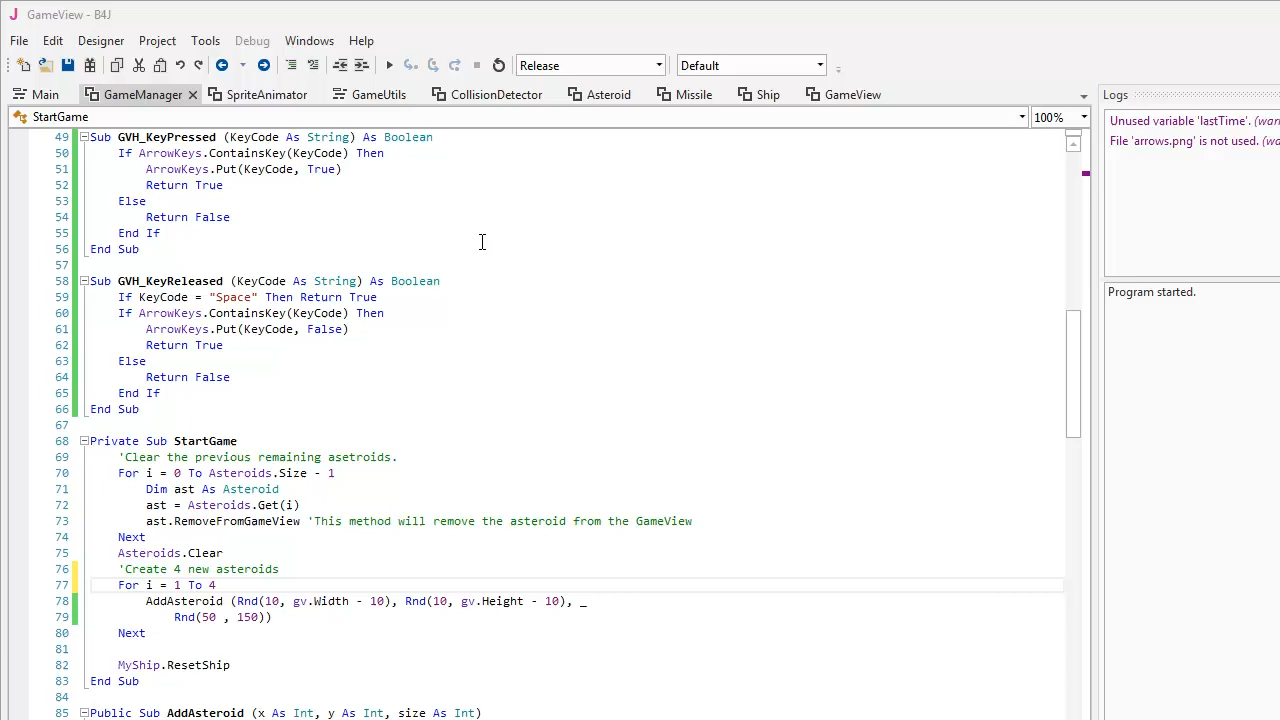 GameView - B4J
File Edit Designer Project Tools Debug Windows Help
Release Default
Main GameManager SpriteAnimator GameUtils CollisionDetector Asteroid Missile Ship GameView Logs
StartGame 100%
Unused variable 'lastTime'. (war
File 'arrows.png' is not used. (wa
Program started.
49 Sub GVH_KeyPressed (KeyCode As String) As Boolean
50 If ArrowKeys.ContainsKey(KeyCode) Then
51 ArrowKeys.Put(KeyCode, True)
52 Return True
53 Else
54 Return False
55 End If
56 End Sub
57
58 Sub GVH_KeyReleased (KeyCode As String) As Boolean
59 If KeyCode = "Space" Then Return True
60 If ArrowKeys.ContainsKey(KeyCode) Then
61 ArrowKeys.Put(KeyCode, False)
62 Return True
63 Else
64 Return False
65 End If
66 End Sub
67
68 Private Sub StartGame
69 'Clear the previous remaining asetroids.
70 For i = 0 To Asteroids.Size - 1
71 Dim ast As Asteroid
72 ast = Asteroids.Get(i)
73 ast.RemoveFromGameView 'This method will remove the asteroid from the GameView
74 Next
75 Asteroids.Clear
76 'Create 4 new asteroids
77 For i = 1 To 4
78 AddAsteroid (Rnd(10, gv.Width - 10), Rnd(10, gv.Height - 10), _
79 Rnd(50 , 150))
80 Next
81
82 MyShip.ResetShip
83 End Sub
84
85 Public Sub AddAsteroid (x As Int, y As Int, size As Int)